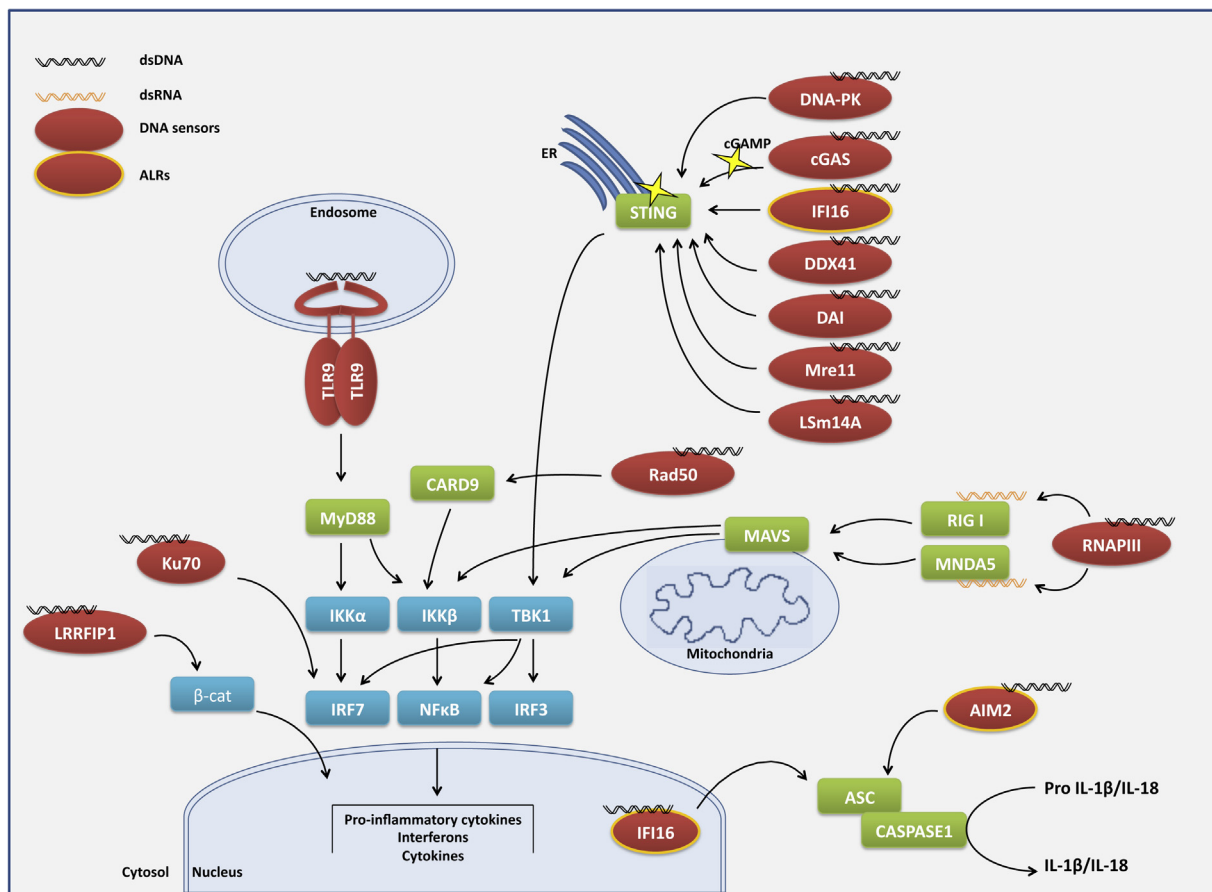 dsDNA
dsRNA
DNA sensors
ALRs
DNA-PK
cGAMP
cGAS
ER
IFI16
STING
Endosome
DDX41
DAI
TLR9
TLR9
Mre11
LSm14A
Rad50
CARD9
MyD88
MAVS
RIG I
RNAPIII
MNDA5
Ku70
LRRFIP1
IKKα
IKKβ
TBK1
Mitochondria
β-cat
IRF7
NFκB
IRF3
AIM2
ASC
Pro IL-1β/IL-18
CASPASE1
IFI16
Pro-inflammatory cytokines
Interferons
Cytokines
Cytosol
Nucleus
IL-1β/IL-18